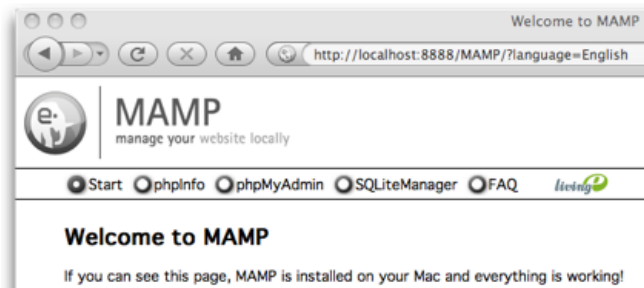 Welcome to MAMP
http://localhost:8888/MAMP/?language=English
e.
MAMP
manage your website locally
Start phpInfo phpMyAdmin SQLiteManager FAQ living e
Welcome to MAMP
If you can see this page, MAMP is installed on your Mac and everything is working!